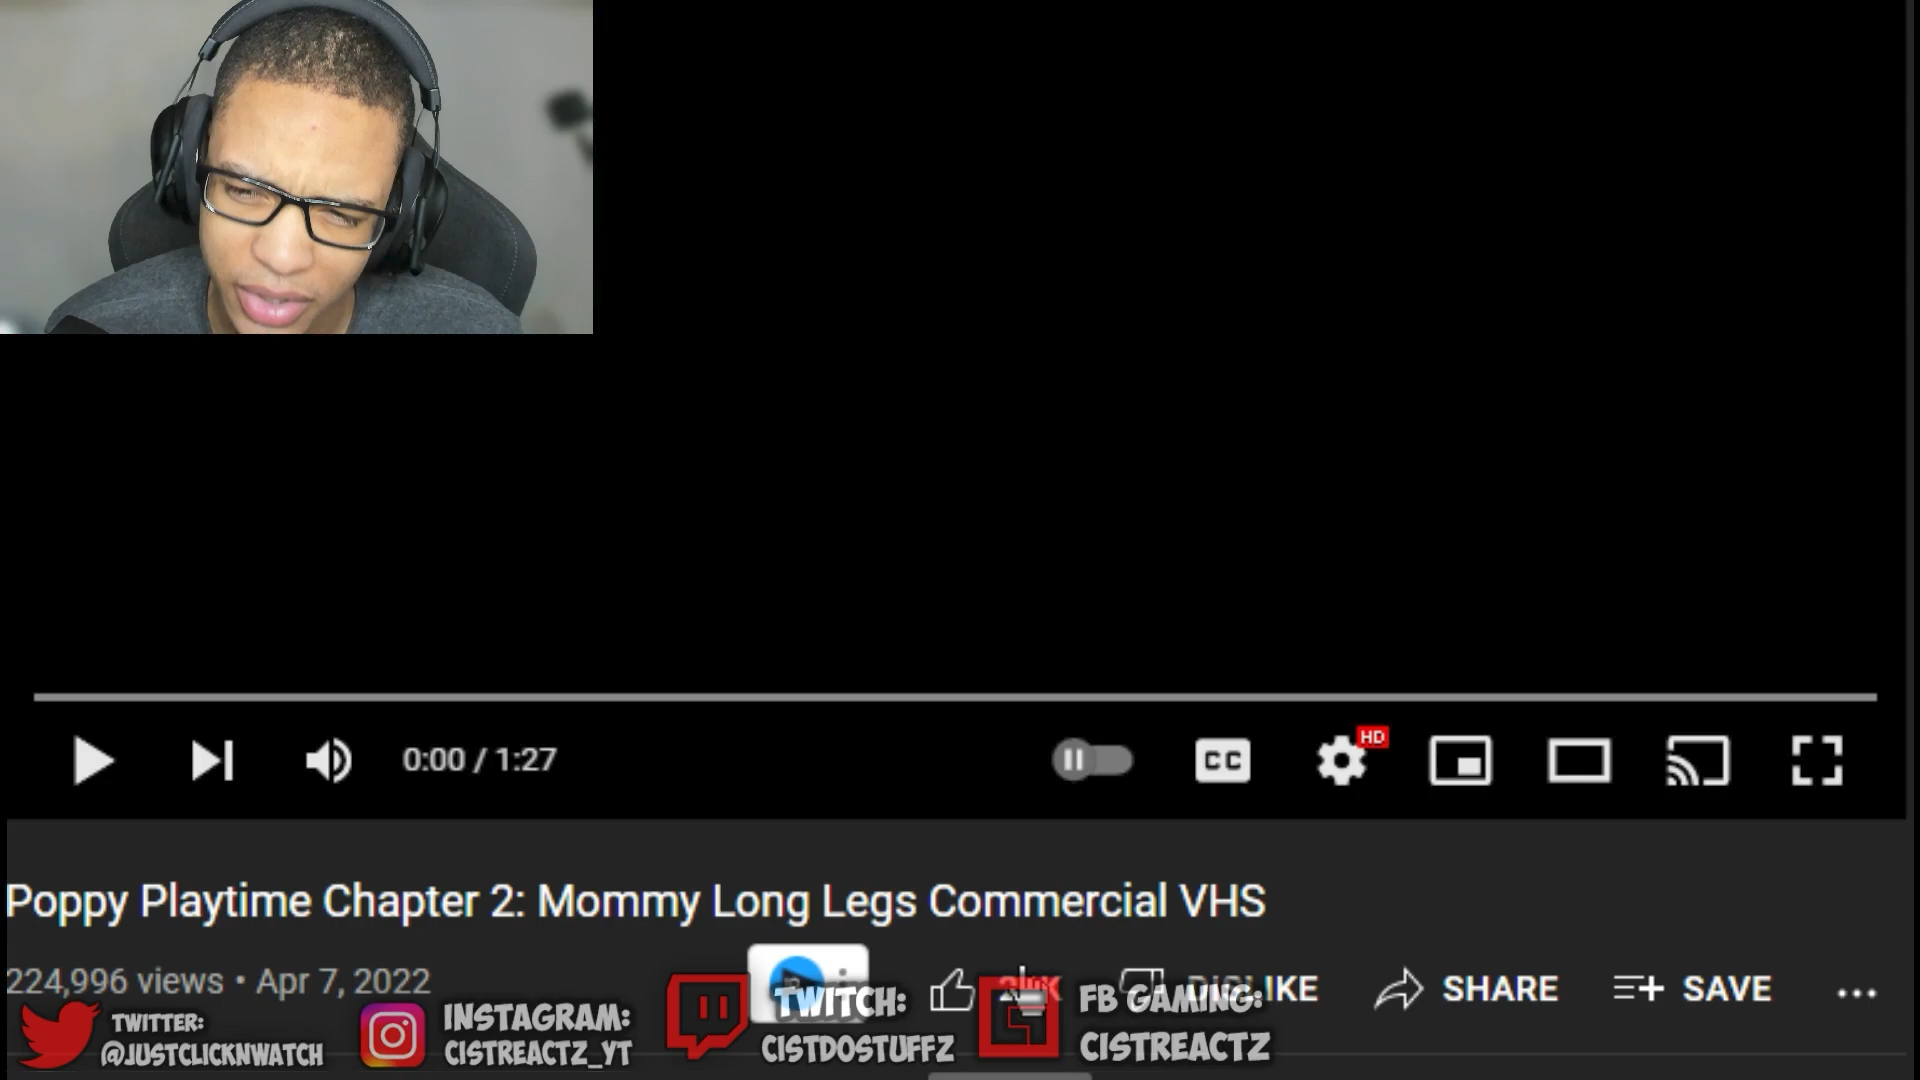 0:00 / 1:27
CC
HD
Poppy Playtime Chapter 2: Mommy Long Legs Commercial VHS
224,996 views • Apr 7, 2022
DISLIKE
SHARE
SAVE
TWITTER:
@JUSTCLICKNWATCH
INSTAGRAM:
CISTREACTZ_YT
TWITCH:
CISTDOSTUFFZ
FB GAMING:
CISTREACTZ